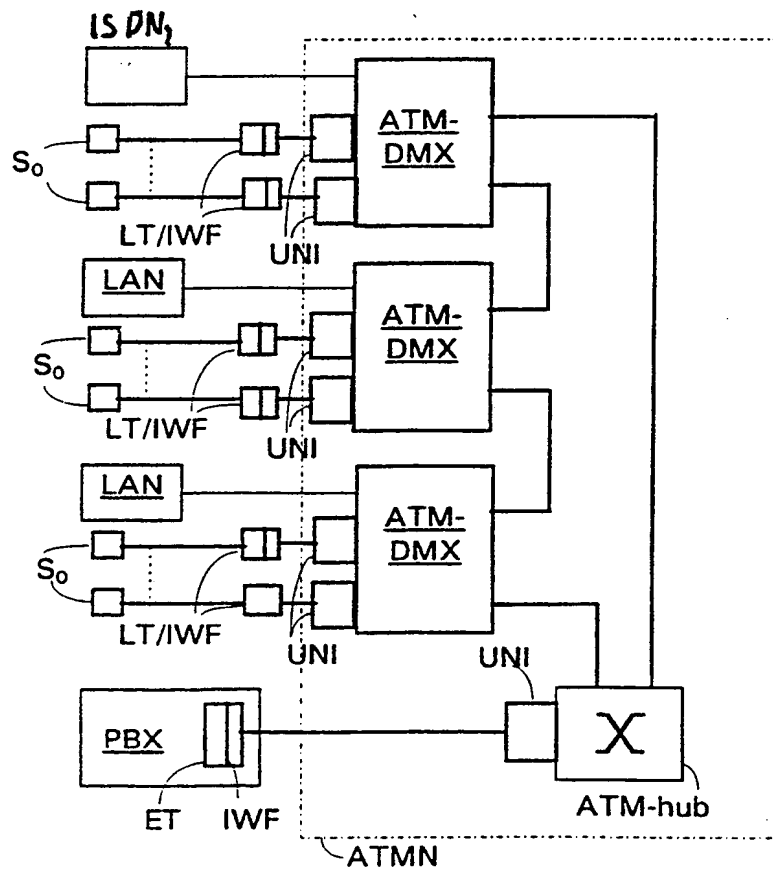 ISDN,
ATM-
DMX
S₀
LT/IWF
UNI
LAN
ATM-
DMX
S₀
LT/IWF
UNI
LAN
ATM-
DMX
S₀
LT/IWF
UNI
UNI
PBX
ET
IWF
ATM-hub
ATMN